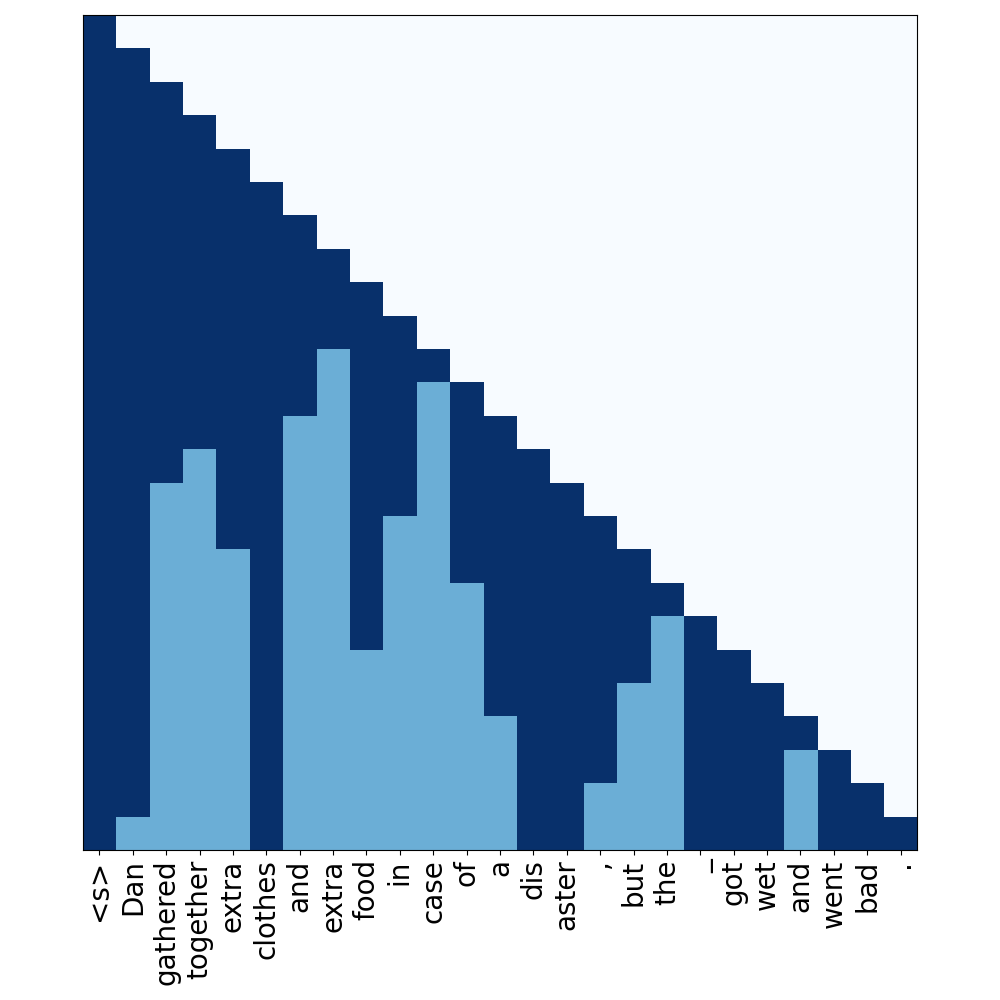 <s> Dan gathered together extra clothes and extra food in case of a dis aster , but the _ got wet and went bad .